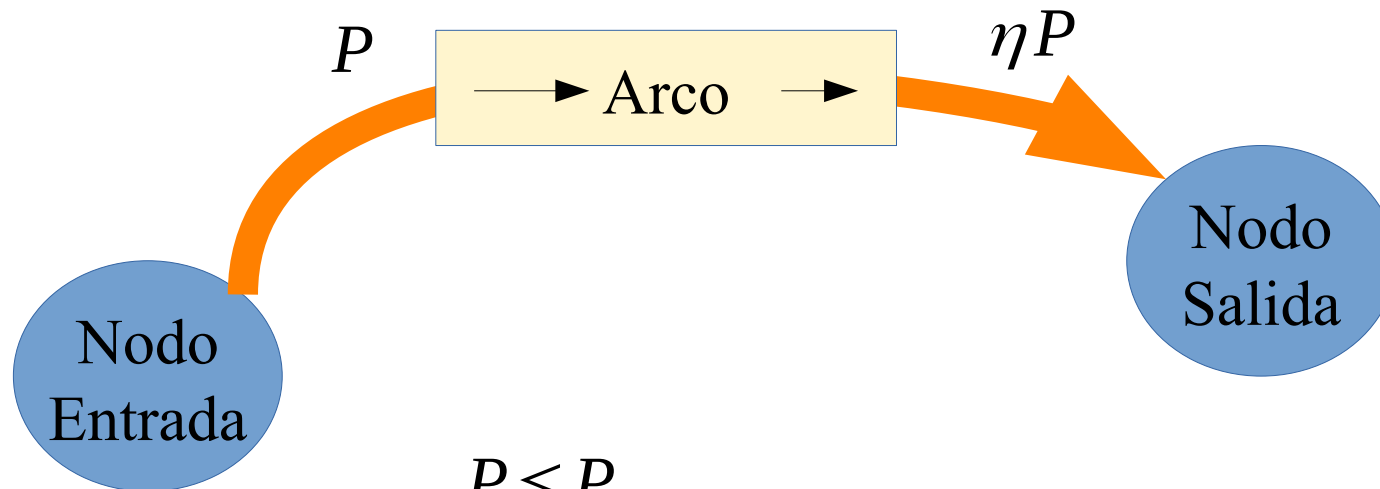 P
ηP
Arco
Nodo
Salida
Nodo
Entrada
P < P